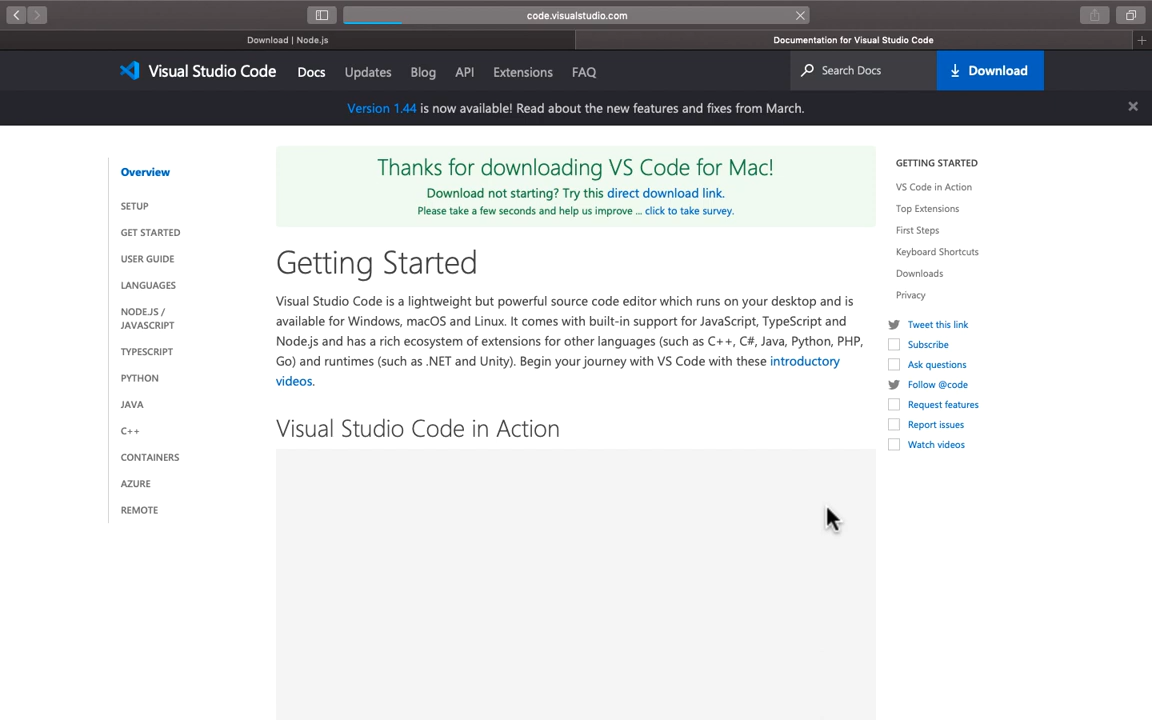 code.visualstudio.com
Download | Node.js
Documentation for Visual Studio Code
Visual Studio Code
Docs
Updates
Blog
API
Extensions
FAQ
Search Docs
Download
Version 1.44 is now available! Read about the new features and fixes from March.
Overview
SETUP
GET STARTED
USER GUIDE
LANGUAGES
NODE.JS /
JAVASCRIPT
TYPESCRIPT
PYTHON
JAVA
C++
CONTAINERS
AZURE
REMOTE
Thanks for downloading VS Code for Mac!
Download not starting? Try this direct download link.
Please take a few seconds and help us improve ... click to take survey.
Getting Started
Visual Studio Code is a lightweight but powerful source code editor which runs on your desktop and is
available for Windows, macOS and Linux. It comes with built-in support for JavaScript, TypeScript and
Node.js and has a rich ecosystem of extensions for other languages (such as C++, C#, Java, Python, PHP,
Go) and runtimes (such as .NET and Unity). Begin your journey with VS Code with these introductory
videos.
Visual Studio Code in Action
GETTING STARTED
VS Code in Action
Top Extensions
First Steps
Keyboard Shortcuts
Downloads
Privacy
Tweet this link
Subscribe
Ask questions
Follow @code
Request features
Report issues
Watch videos